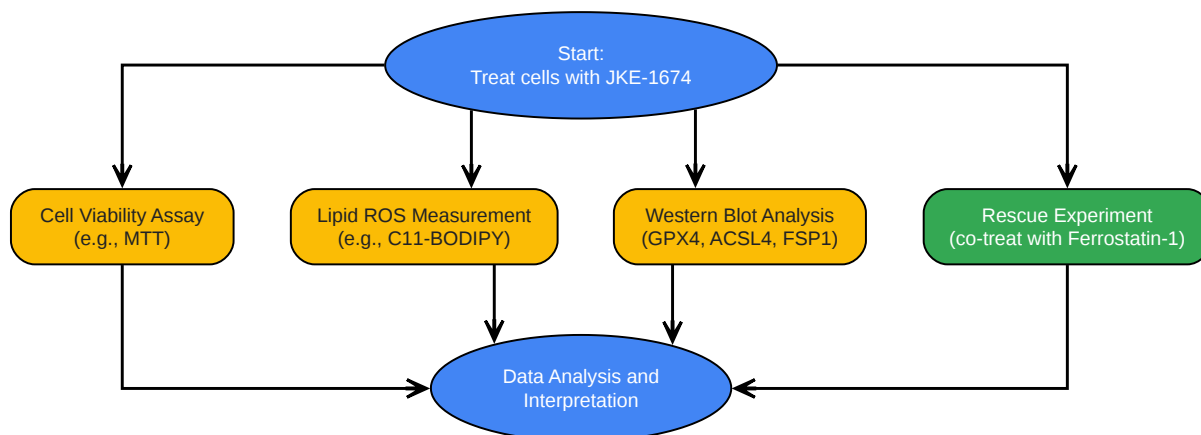 Start:
Treat cells with JKE-1674
Cell Viability Assay
(e.g., MTT)
Lipid ROS Measurement
(e.g., C11-BODIPY)
Western Blot Analysis
(GPX4, ACSL4, FSP1)
Rescue Experiment
(co-treat with Ferrostatin-1)
Data Analysis and
Interpretation